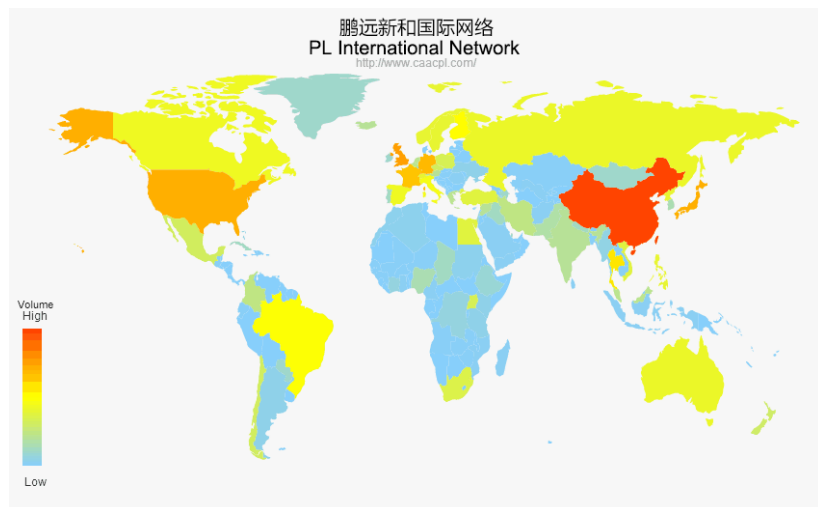 鹏远新和国际网络
PL International Network
http://www.caacpl.com/
Volume
High
Low